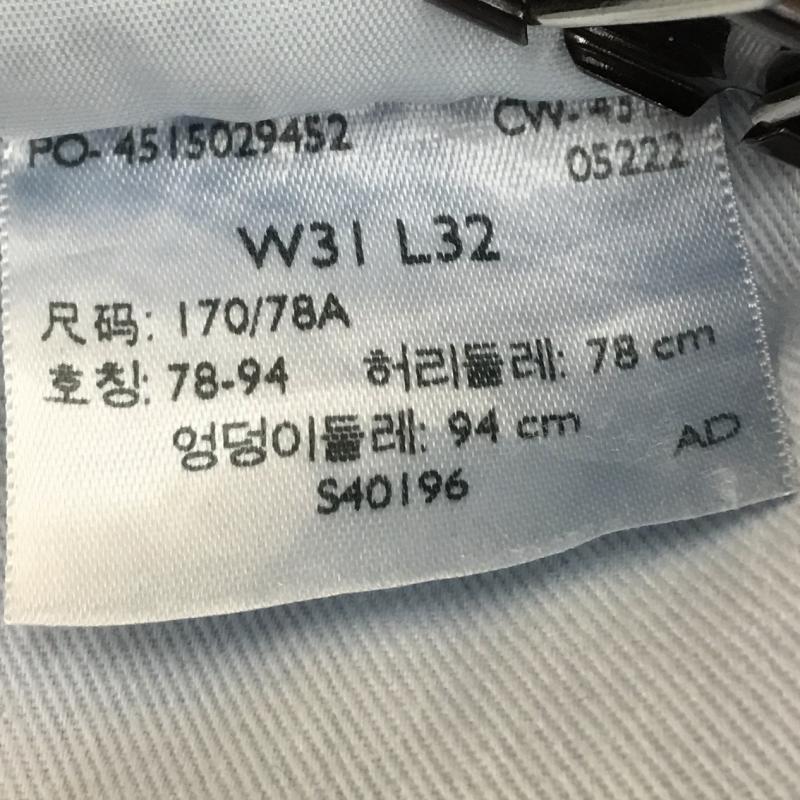 PO- 4515029452
05222
W31 L32
尺码: 170/78A
호칭: 78-94 허리둘레: 78 cm
엉덩이둘레: 94 cm
AD
S40196